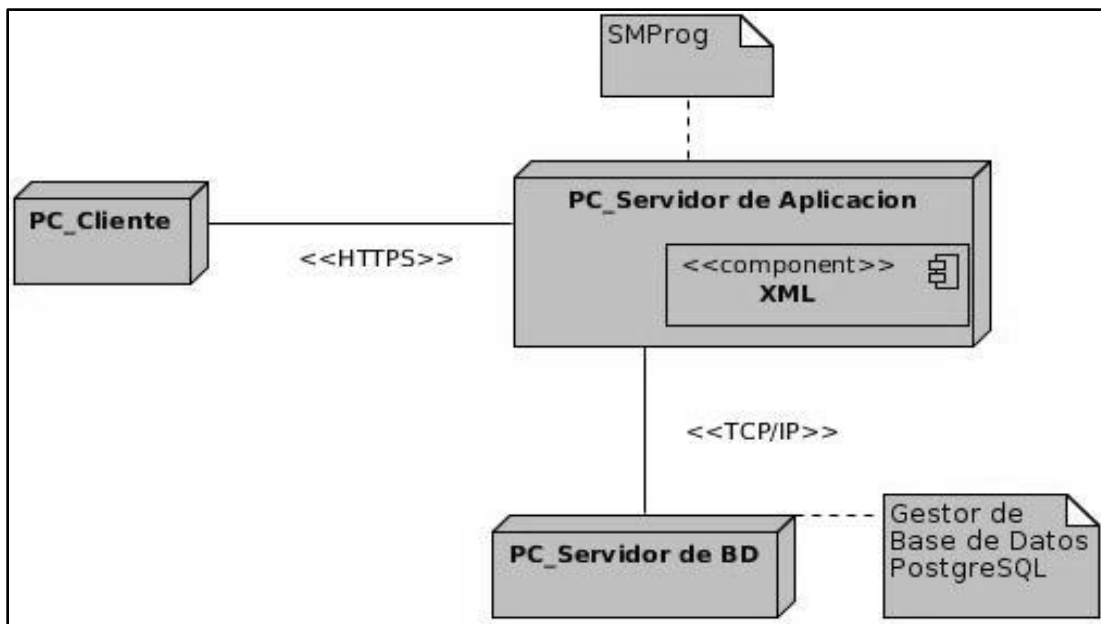 SMProg
PC_Cliente
<<HTTPS>>
PC_Servidor de Aplicacion
<<component>>
XML
<<TCP/IP>>
PC_Servidor de BD
Gestor de
Base de Datos
PostgreSQL